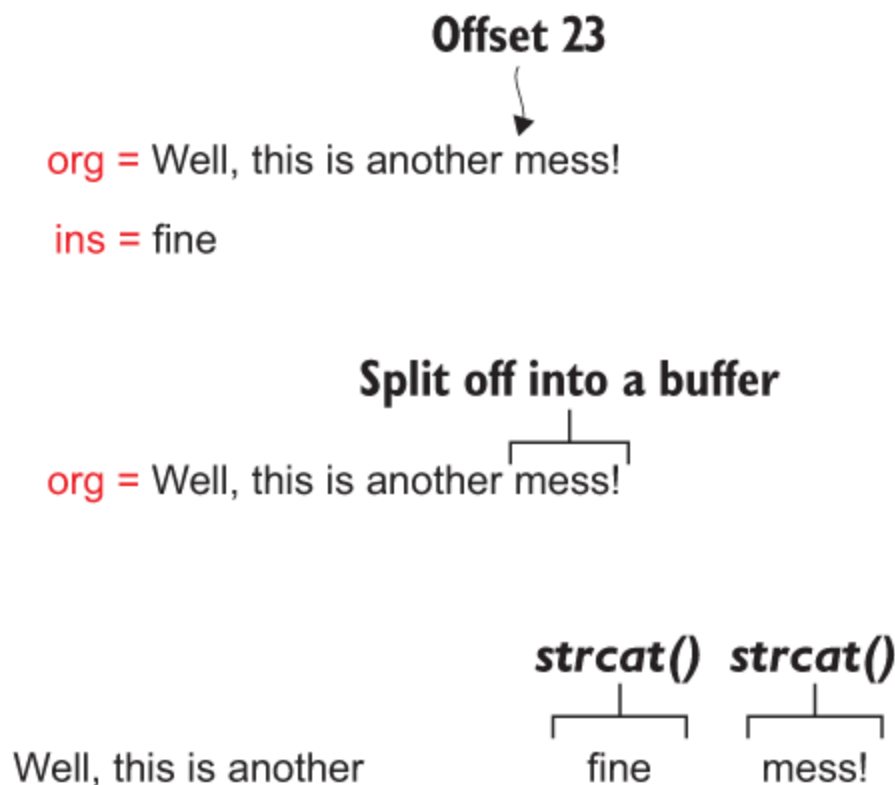 Offset 23
org = Well, this is another mess!
ins = fine
Split off into a buffer
org = Well, this is another mess!
strcat() strcat()
Well, this is another fine mess!